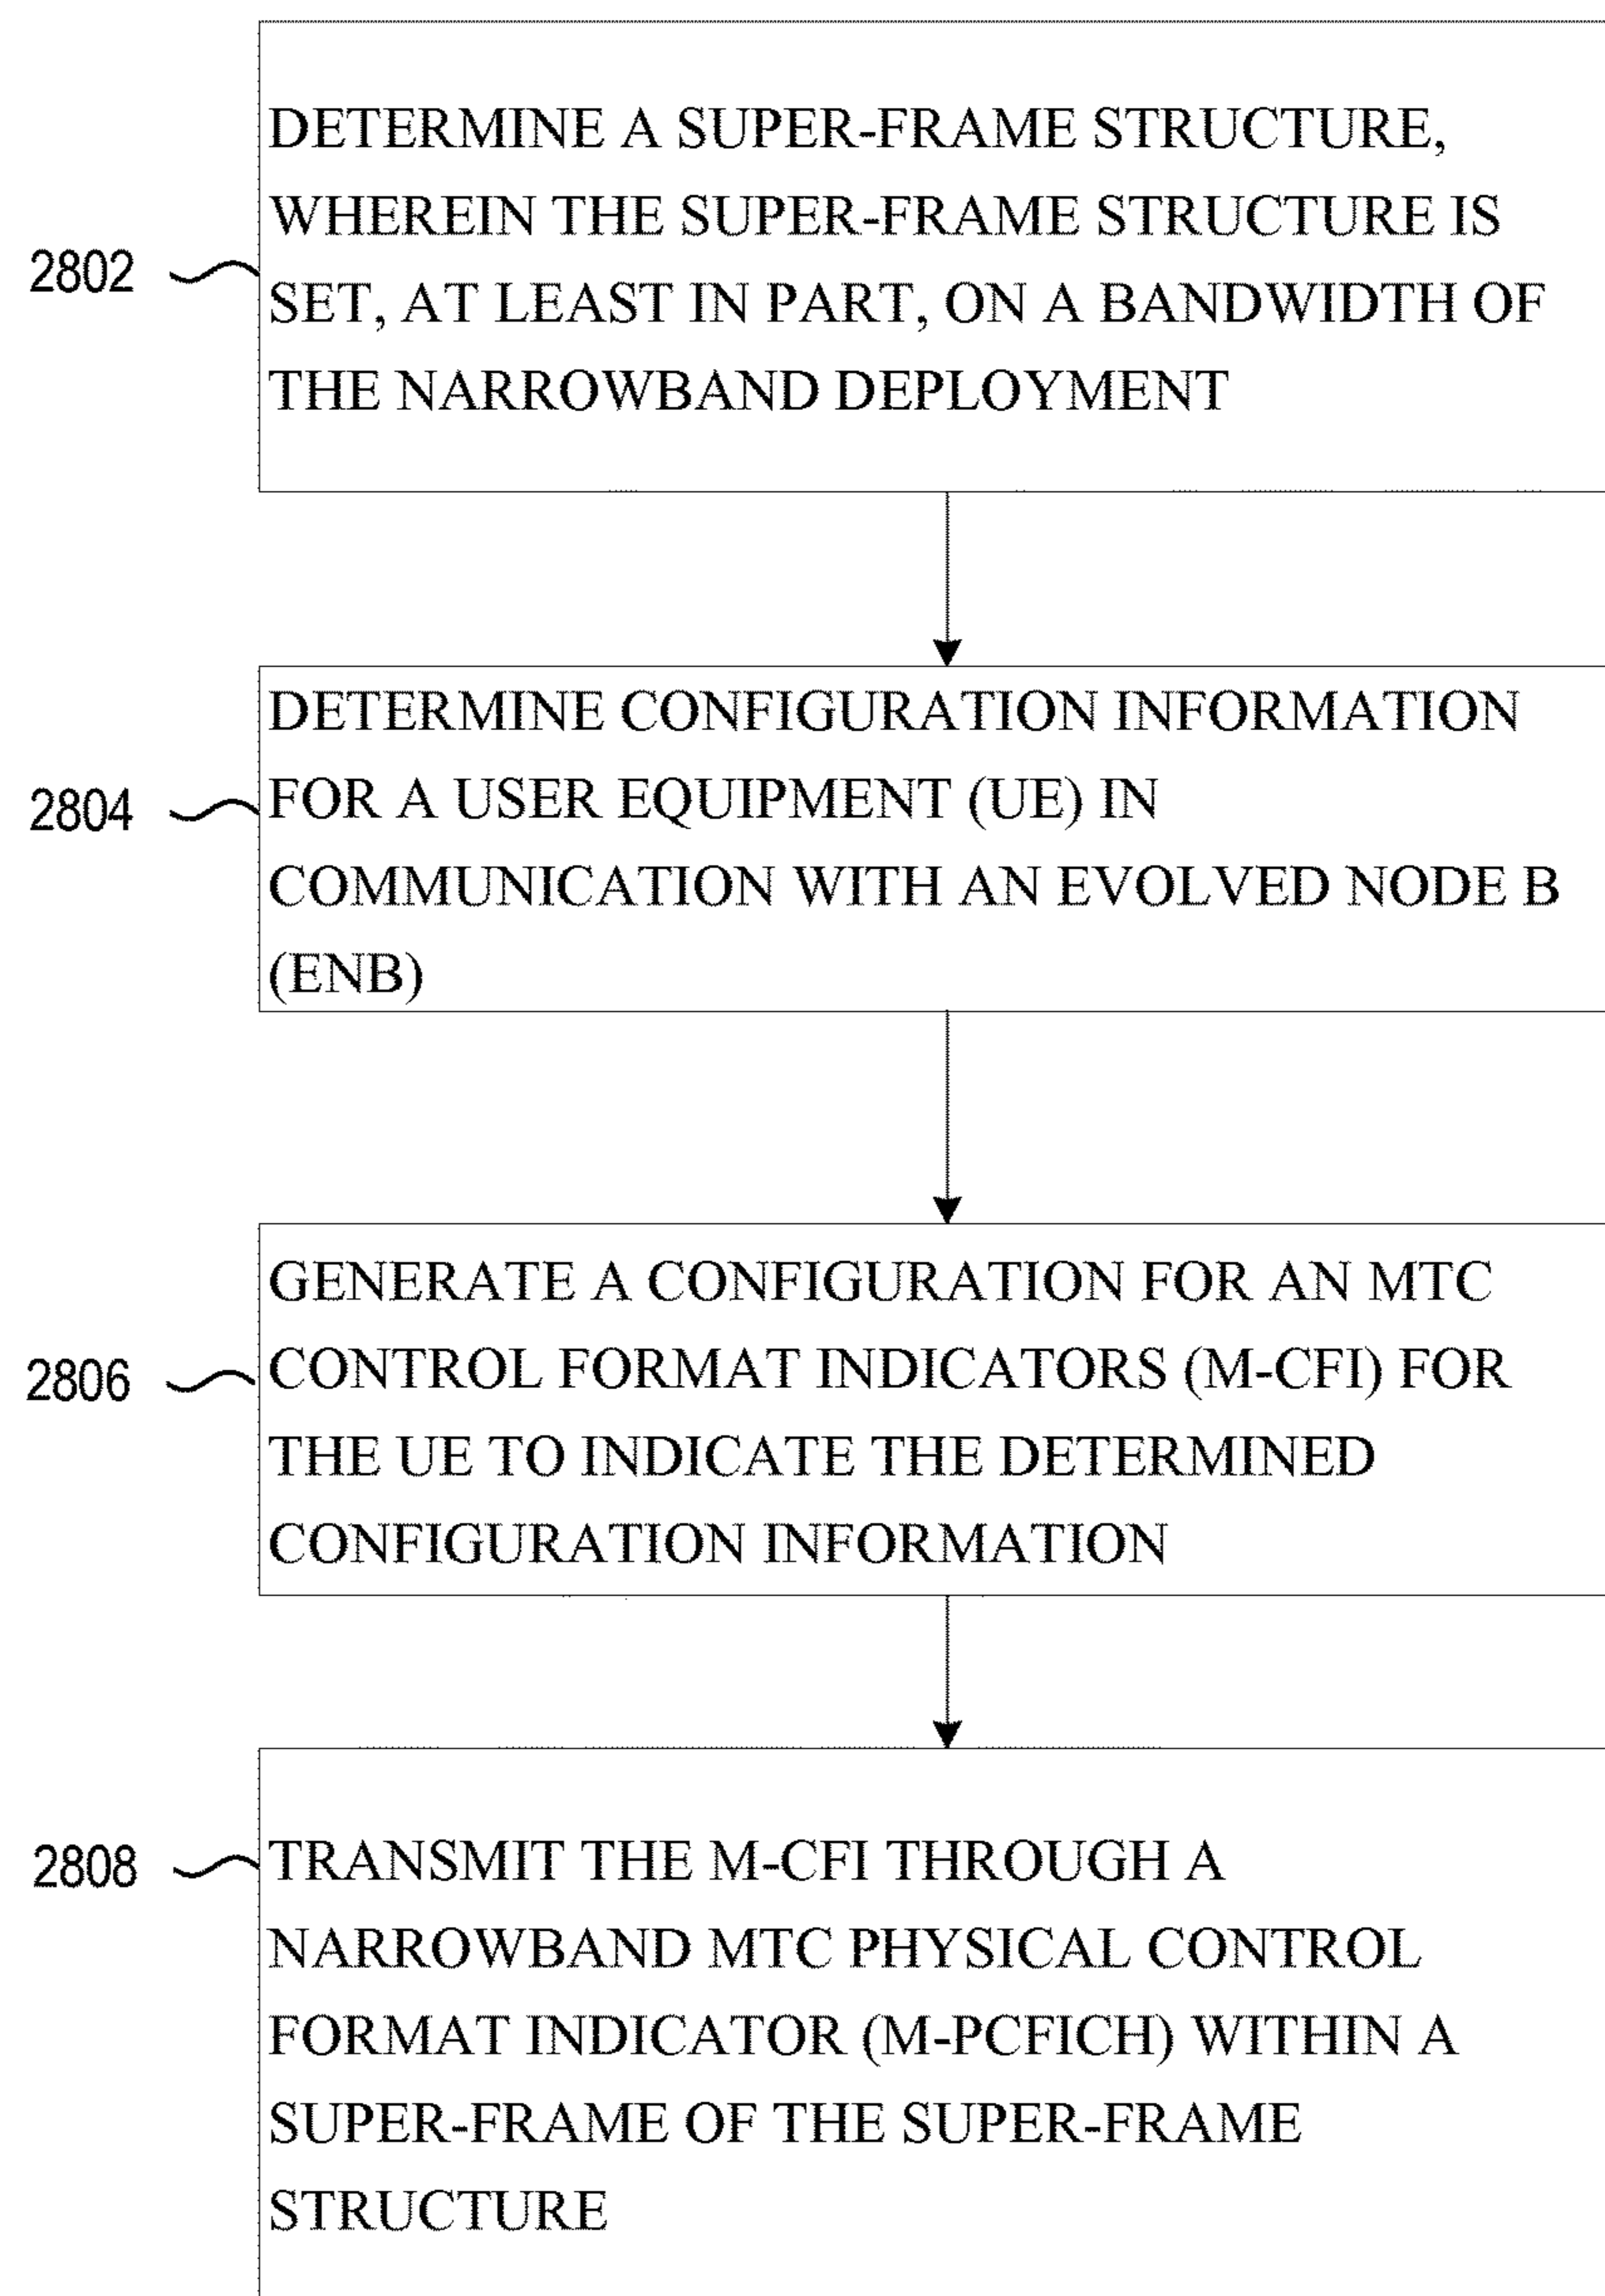 DETERMINE A SUPER-FRAME STRUCTURE,
WHEREIN THE SUPER-FRAME STRUCTURE IS
2802
SET, AT LEAST IN PART, ON A BANDWIDTH OF
THE NARROWBAND DEPLOYMENT
DETERMINE CONFIGURATION INFORMATION
2804
FOR A USER EQUIPMENT (UE) IN
COMMUNICATION WITH AN EVOLVED NODE B
(ENB)
GENERATE A CONFIGURATION FOR AN MTC
2806
CONTROL FORMAT INDICATORS (M-CFI) FOR
THE UE TO INDICATE THE DETERMINED
CONFIGURATION INFORMATION
2808
TRANSMIT THE M-CFI THROUGH A
NARROWBAND MTC PHYSICAL CONTROL
FORMAT INDICATOR (M-PCFICH) WITHIN A
SUPER-FRAME OF THE SUPER-FRAME
STRUCTURE